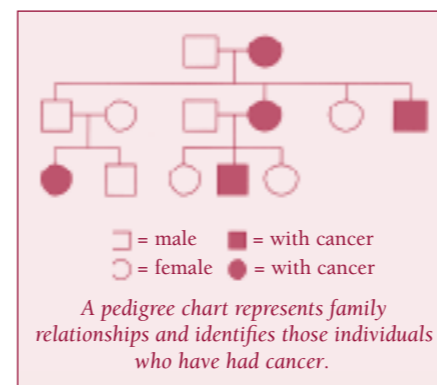 = male = with cancer
= female = with cancer
A pedigree chart represents family
relationships and identifies those individuals
who have had cancer.